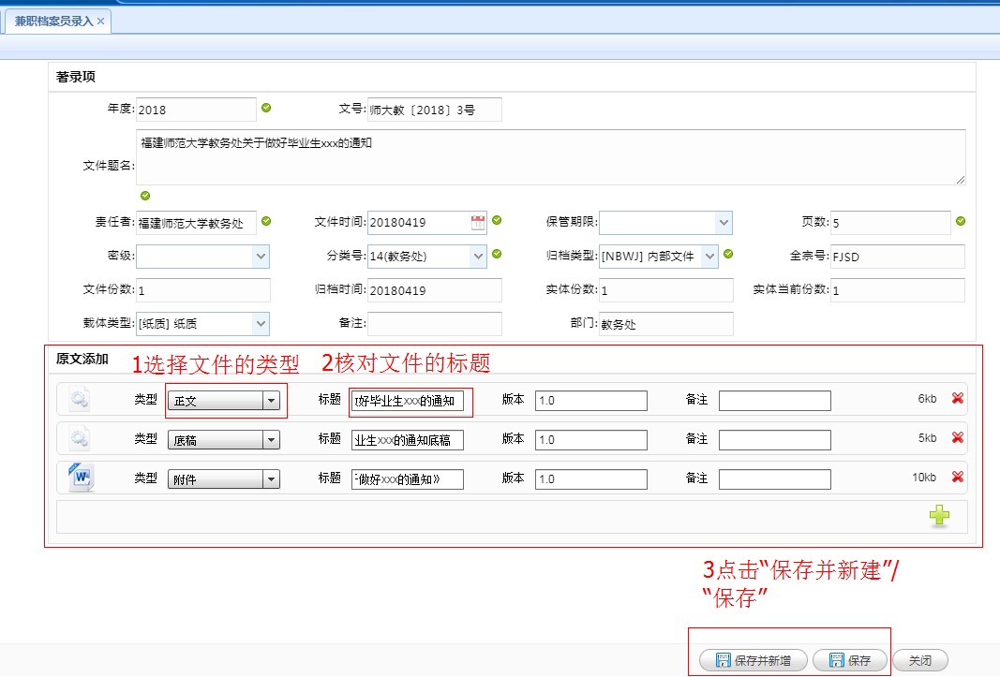 兼职档案员录入 ×
著录项
年度: 2018 文号: 师大教〔2018〕3号
文件题名: 福建师范大学教务处关于做好毕业生xxx的通知
责任者: 福建师范大学教务处 文件时间: 20180419 保管期限: 页数: 5
密级: 分类号: 14(教务处) 归档类型: [NBWJ] 内部文件 全宗号: FJSD
文件份数: 1 归档时间: 20180419 实体份数: 1 实体当前份数: 1
载体类型: [纸质] 纸质 备注: 部门: 教务处
原文添加 1选择文件的类型 2核对文件的标题
类型 正文 标题 好毕业生xxx的通知 版本 1.0 备注 6kb
类型 底稿 标题 业生xxx的通知底稿 版本 1.0 备注 5kb
类型 附件 标题 做好xxx的通知》 版本 1.0 备注 10kb
3点击“保存并新建”/
“保存”
保存并新增 保存 关闭